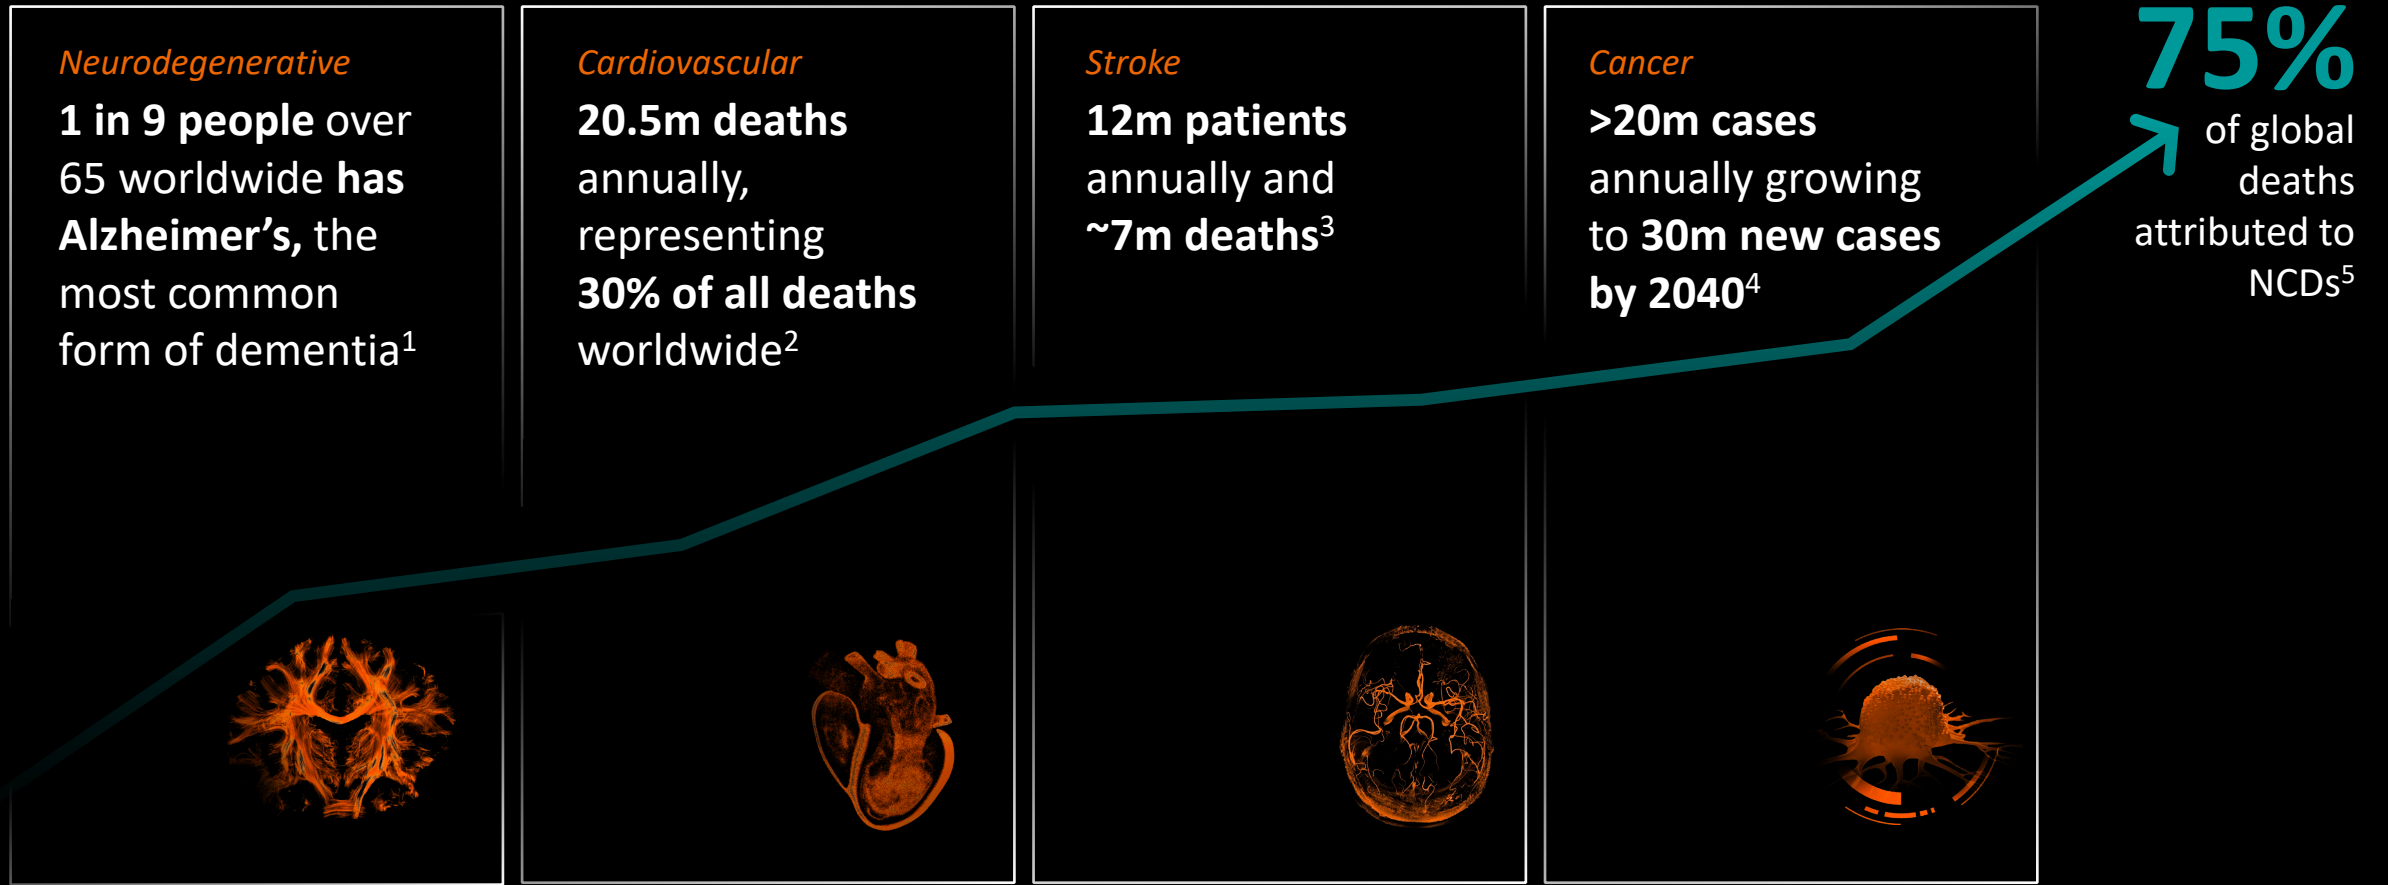 Neurodegenerative
1 in 9 people over
65 worldwide has
Alzheimer’s, the
most common
form of dementia1
Cardiovascular
20.5m deaths
annually,
representing
30% of all deaths
worldwide2
Stroke
12m patients
annually and
~7m deaths3
Cancer
>20m cases
annually growing
to 30m new cases
by 20404
75%
of global
deaths
attributed to
NCDs5